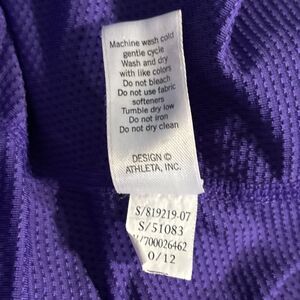 Machine wash cold
gentle cycle
Wash and dry
with like colors
Do not bleach
Do not use fabric
softeners
Tumble dry low
Do not iron
Do not dry clean
DESIGN ©
ATHLETA, INC.
S/819219-07
S/51083
/700026462
0/12